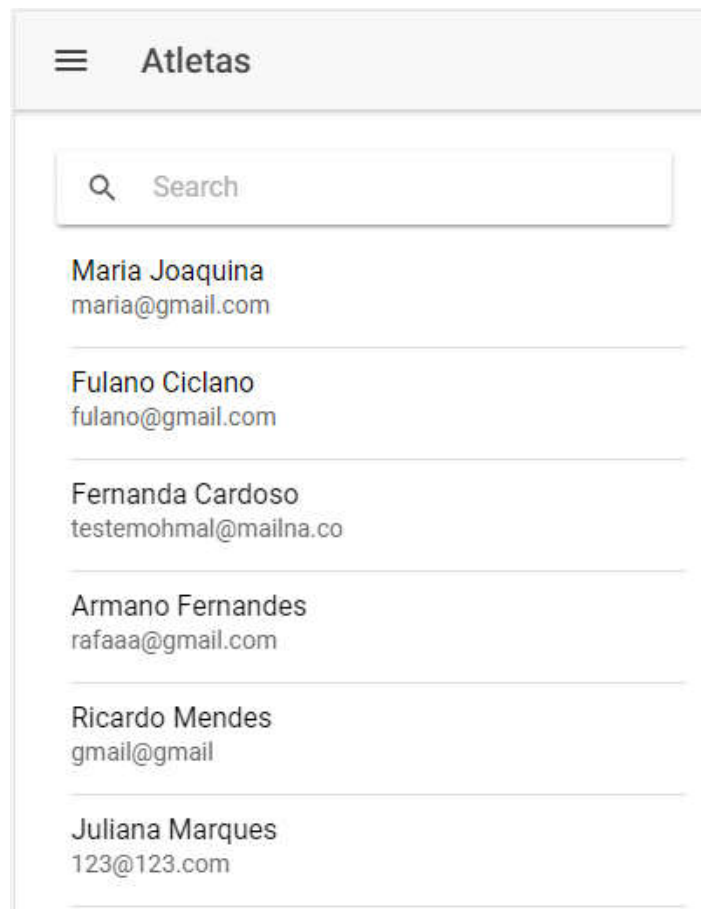 Atletas
Search
Maria Joaquina
maria@gmail.com
Fulano Ciclano
fulano@gmail.com
Fernanda Cardoso
testemohmal@mailna.co
Armano Fernandes
rafaaa@gmail.com
Ricardo Mendes
gmail@gmail
Juliana Marques
123@123.com